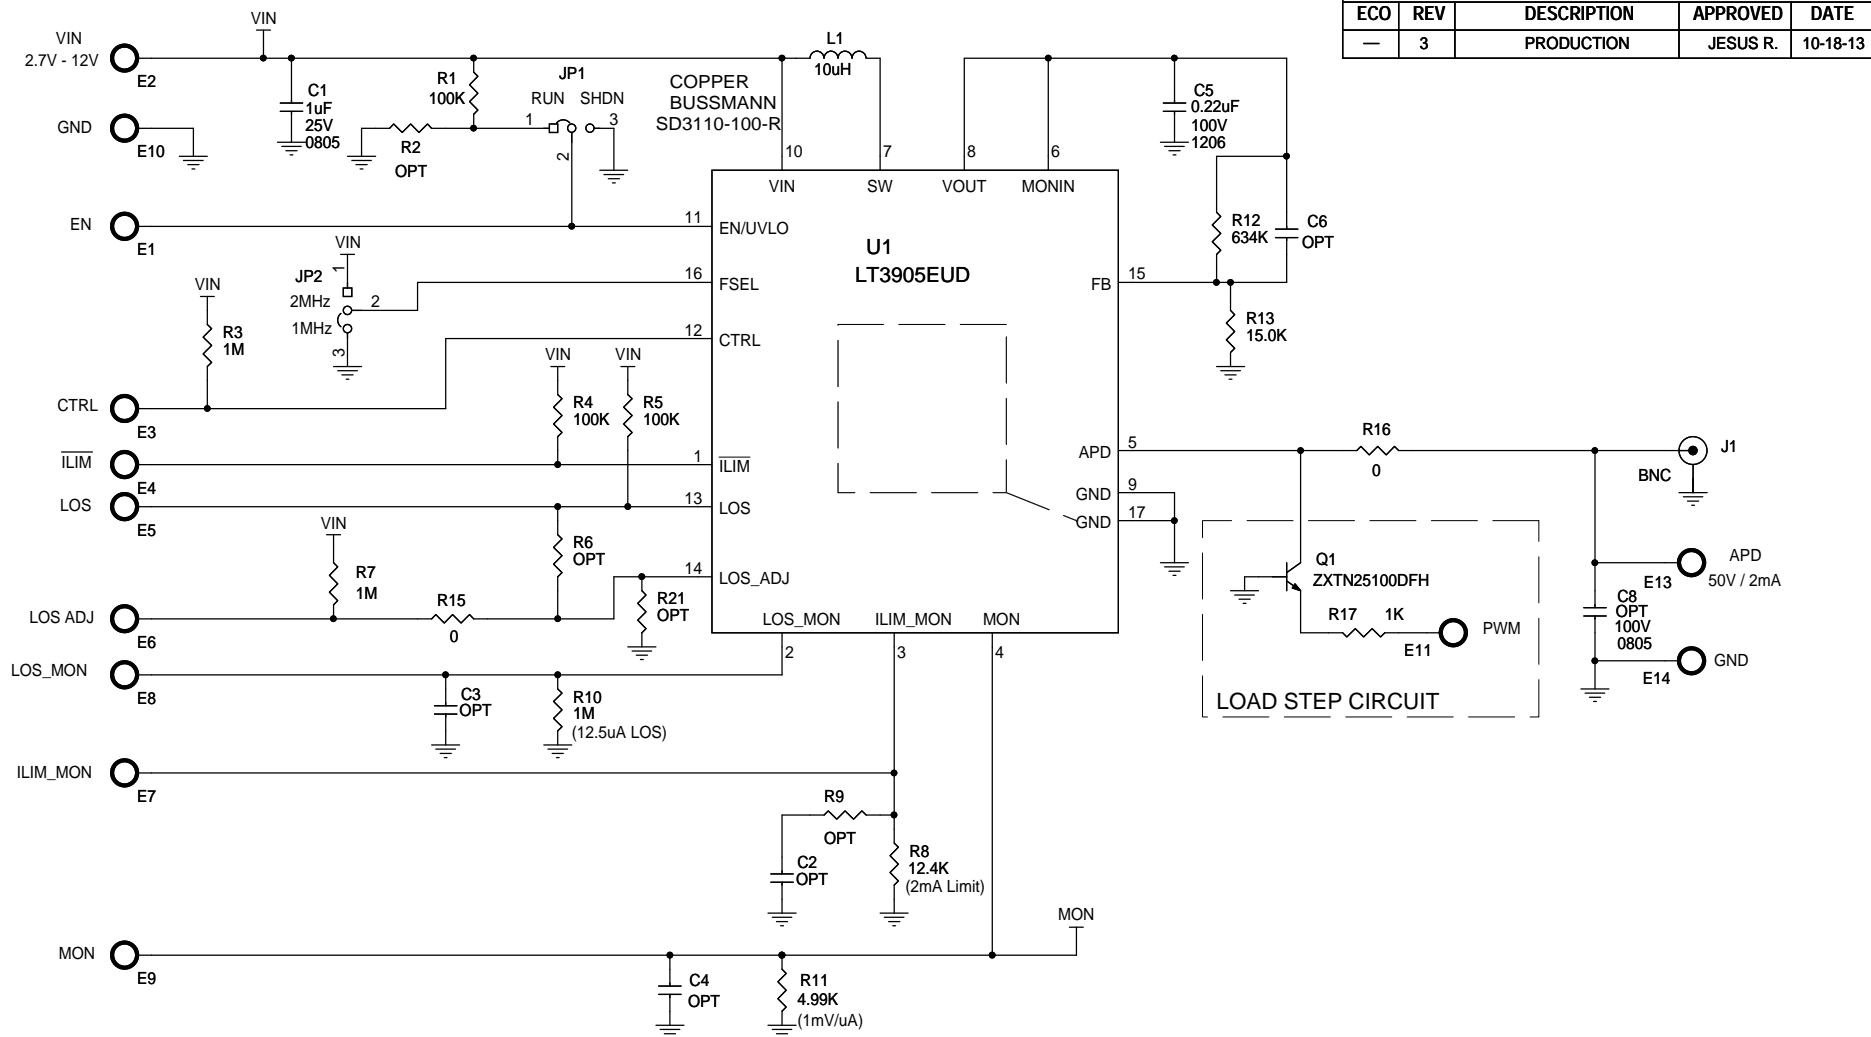 ECO REV DESCRIPTION APPROVED DATE
— 3 PRODUCTION JESUS R. 10-18-13
VIN
2.7V - 12V
E2
VIN
C1
1uF
25V
0805
GND
E10
R1
100K
R2
OPT
JP1
RUN SHDN
1
3
2
COPPER
BUSSMANN
SD3110-100-R
L1
10uH
C5
0.22uF
100V
1206
10
7
8
6
VIN
SW
VOUT
MONIN
EN
E1
11
EN/UVLO
U1
LT3905EUD
R12
634K
C6
OPT
VIN
JP2
1
2MHz
2
1MHz
3
16
FSEL
FB
15
VIN
R3
1M
12
CTRL
R13
15.0K
CTRL
E3
VIN
VIN
R4
100K
R5
100K
ILIM
E4
1
ILIM
APD
5
R16
0
J1
BNC
LOS
E5
13
LOS
GND
9
GND
17
VIN
R7
1M
R6
OPT
14
LOS_ADJ
R15
0
R21
OPT
LOS ADJ
E6
LOS_MON
ILIM_MON
MON
2
3
4
Q1
ZXTN25100DFH
R17
1K
E11
PWM
LOAD STEP CIRCUIT
E13
APD
50V / 2mA
C8
OPT
100V
0805
E14
GND
LOS_MON
E8
C3
OPT
R10
1M
(12.5uA LOS)
ILIM_MON
E7
R9
OPT
C2
OPT
R8
12.4K
(2mA Limit)
MON
MON
E9
C4
OPT
R11
4.99K
(1mV/uA)